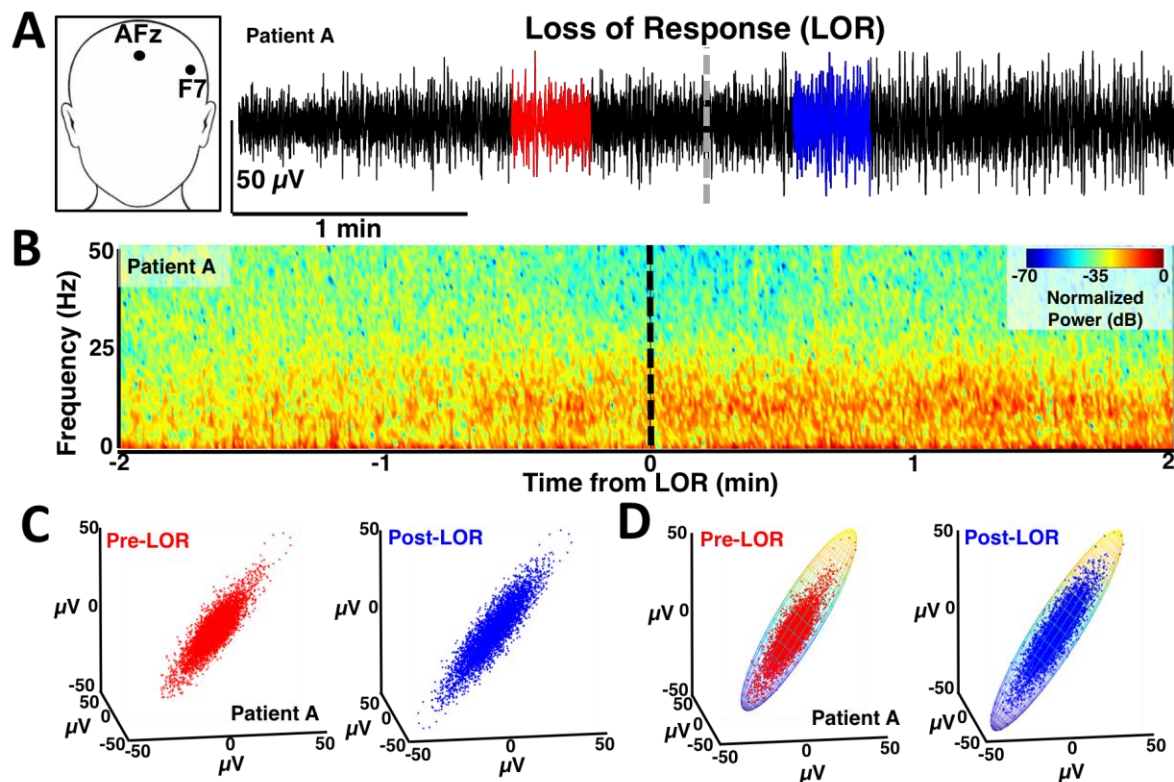 A
AFz
F7
Patient A
Loss of Response (LOR)
50 µV
1 min
B
Patient A
50
25
0
Frequency (Hz)
-70 -35 0
Normalized
Power (dB)
-2 -1 0 1 2
Time from LOR (min)
C
Pre-LOR
50
µV 0
-50
50
0
µV
-50 0 50
µV
Patient A
Post-LOR
50
µV 0
-50
50
0
µV
-50 0 50
µV
D
Pre-LOR
50
µV 0
-50
50
µV 0
-50 0 50
µV
Patient A
Post-LOR
50
µV 0
-50
50
µV 0
-50 0 50
µV